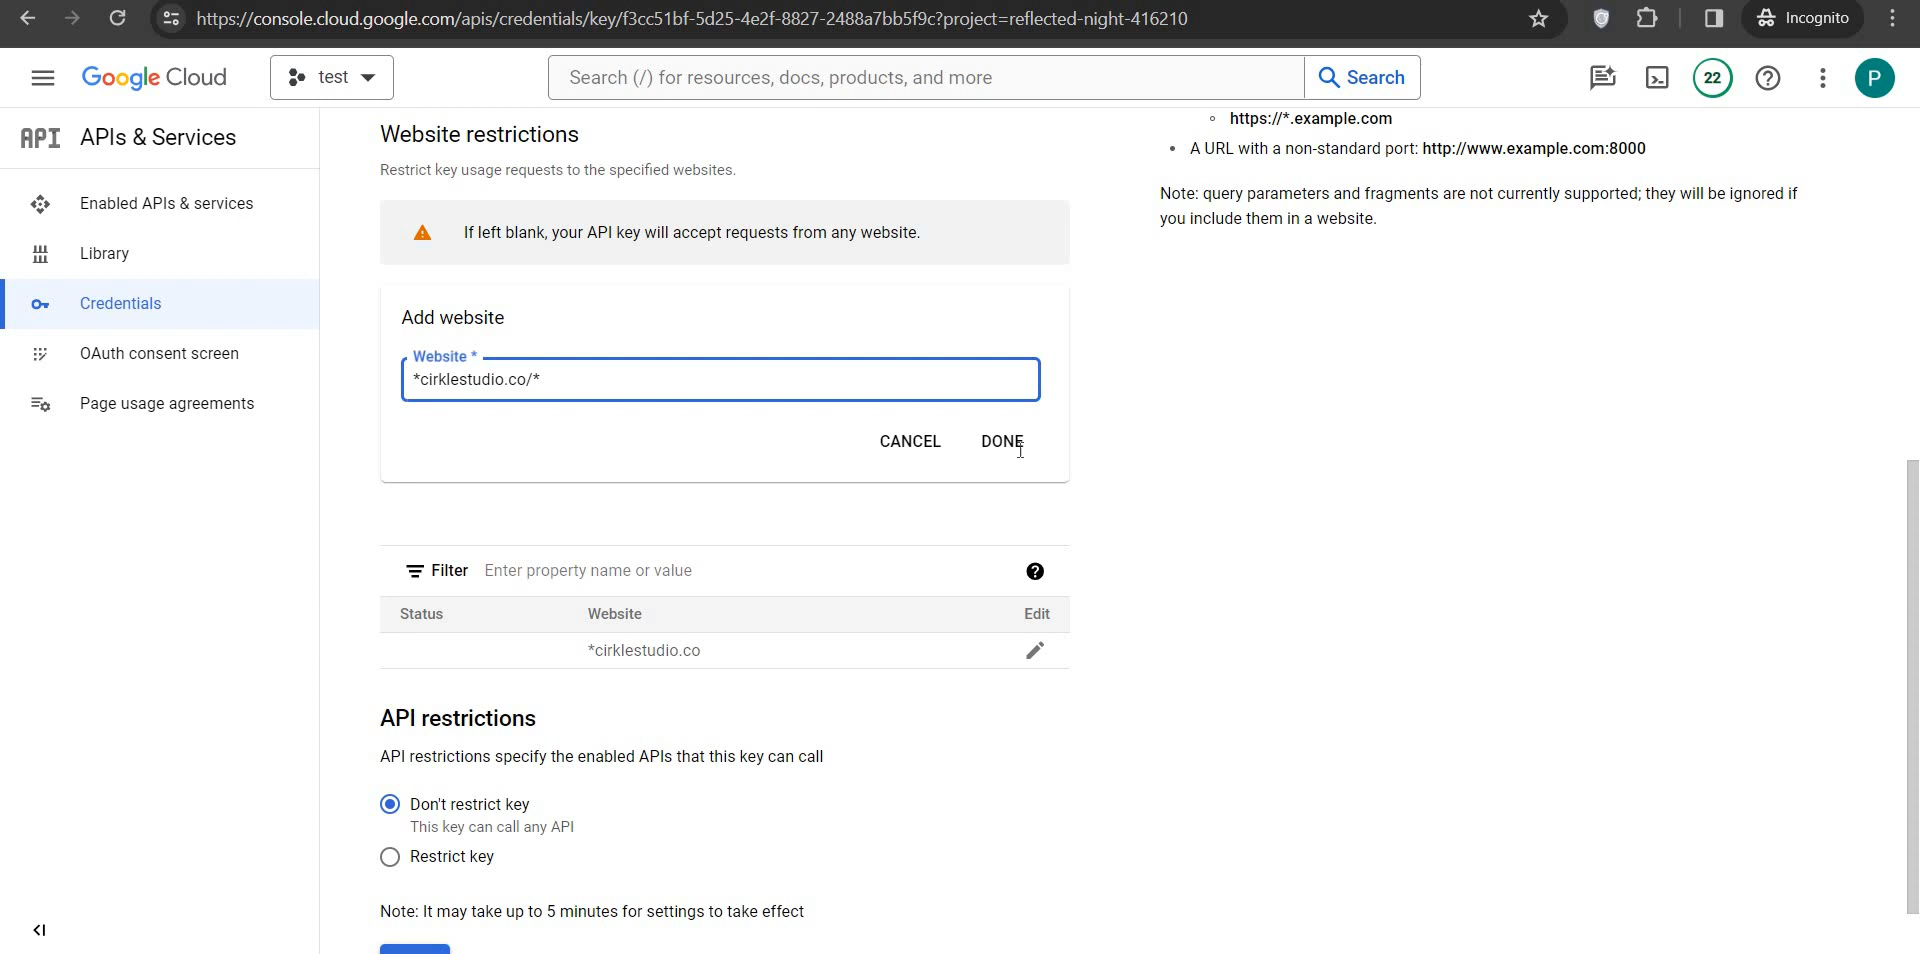 https://console.cloud.google.com/apis/credentials/key/f3cc51bf-5d25-4e2f-8827-2488a7bb5f9c?project=reflected-night-416210
Incognito
Google Cloud
test
Search (/) for resources, docs, products, and more
Search
22
P
API APIs & Services
Enabled APIs & services
Library
Credentials
OAuth consent screen
Page usage agreements
Website restrictions
Restrict key usage requests to the specified websites.
If left blank, your API key will accept requests from any website.
Add website
Website *
*cirklestudio.co/*
CANCEL
DONE
Filter Enter property name or value
Status Website Edit
*cirklestudio.co
API restrictions
API restrictions specify the enabled APIs that this key can call
Don't restrict key
This key can call any API
Restrict key
Note: It may take up to 5 minutes for settings to take effect
https://*.example.com
A URL with a non-standard port: http://www.example.com:8000
Note: query parameters and fragments are not currently supported; they will be ignored if
you include them in a website.